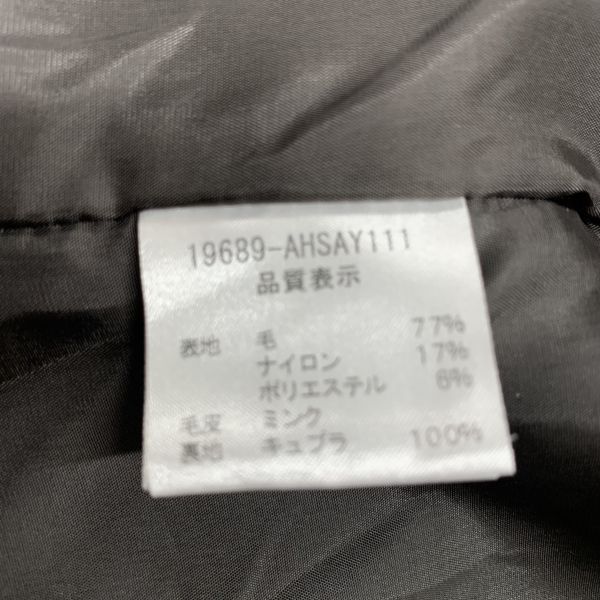 19689-AHSAY111
品質表示
表地 毛 77%
ナイロン 17%
ポリエステル 6%
毛皮 ミンク
裏地 キュプラ 100%